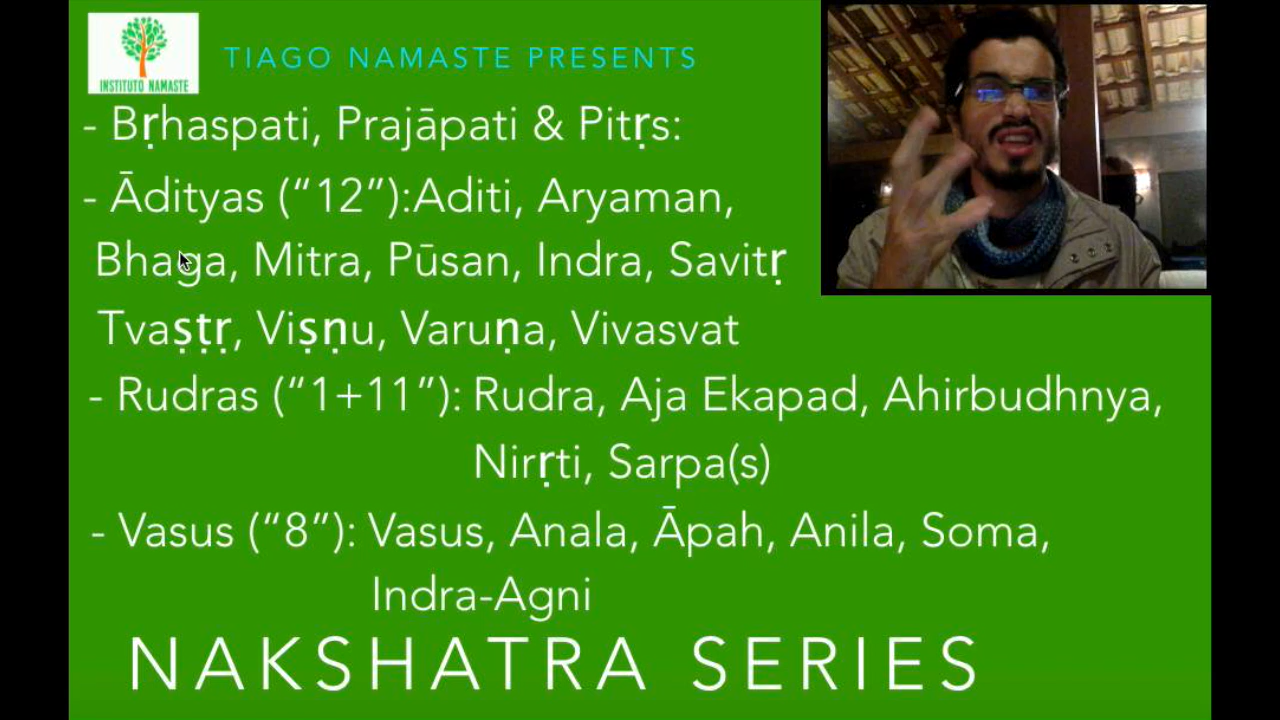 INSTITUTO NAMASTE
TIAGO NAMASTE PRESENTS
- Bṛhaspati, Prajāpati & Pitṛs:
- Ādityas (“12”):Aditi, Aryaman,
Bhaga, Mitra, Pūsan, Indra, Savitṛ
Tvaṣṭṛ, Viṣṇu, Varuṇa, Vivasvat
- Rudras (“1+11”): Rudra, Aja Ekapad, Ahirbudhnya,
Nirṛti, Sarpa(s)
- Vasus (“8”): Vasus, Anala, Āpah, Anila, Soma,
Indra-Agni
NAKSHATRA SERIES